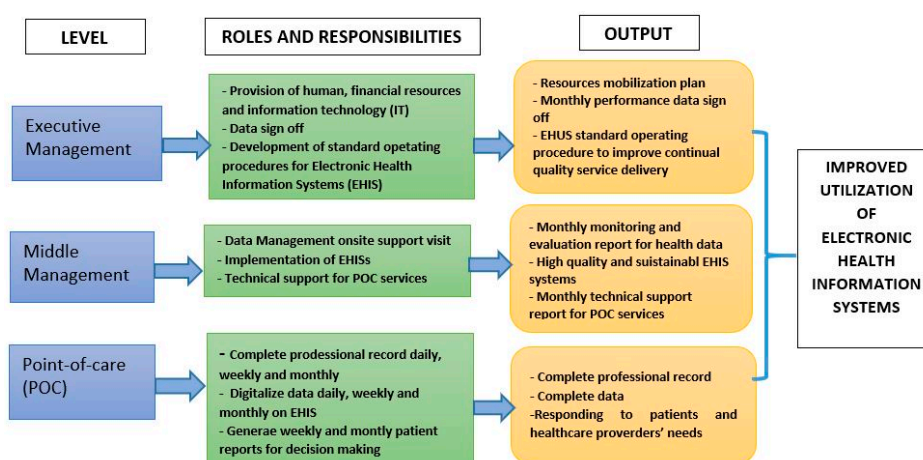 LEVEL
ROLES AND RESPONSIBILITIES
OUTPUT
Executive
Management
- Provision of human, financial resources
and information technology (IT)
- Data sign off
- Development of standard opetating
procedures for Electronic Health
Information Systems (EHIS)
- Resources mobilization plan
- Monthly performance data sign
off
- EHUS standard operating
procedure to improve continual
quality service delivery
Middle
Management
- Data Management onsite support visit
- Implementation of EHISs
- Technical support for POC services
- Monthly monitoring and
evaluation report for health data
- High quality and suistainabl EHIS
systems
- Monthly technical support
report for POC services
Point-of-care
(POC)
- Complete prodessional record daily,
weekly and monthly
- Digitalize data daily, weekly and
monthly on EHIS
- Generae weekly and montly patient
reports for decision making
- Complete professional record
- Complete data
-Responding to patients and
healthcare proverders’ needs
IMPROVED
UTILIZATION
OF
ELECTRONIC
HEALTH
INFORMATION
SYSTEMS